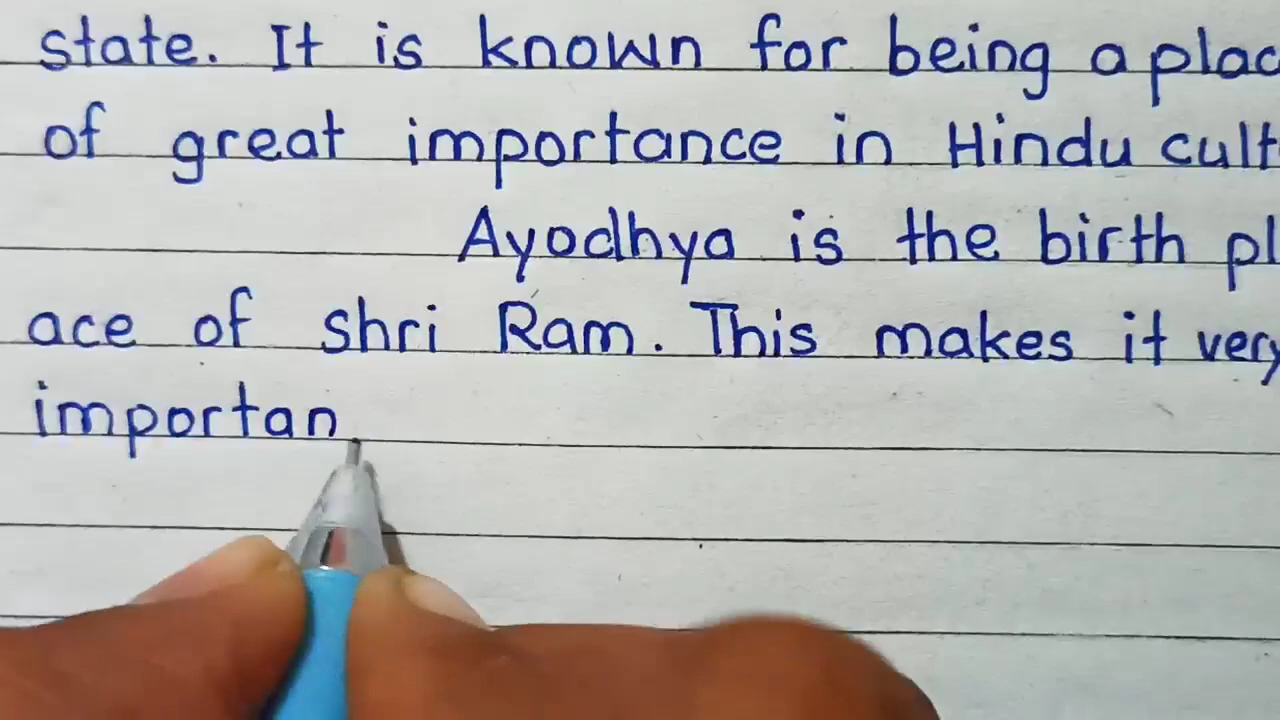 state. It is known for being a plac
of great importance in Hindu cult
Ayodhya is the birth pl
ace of shri Ram. This makes it very
importan